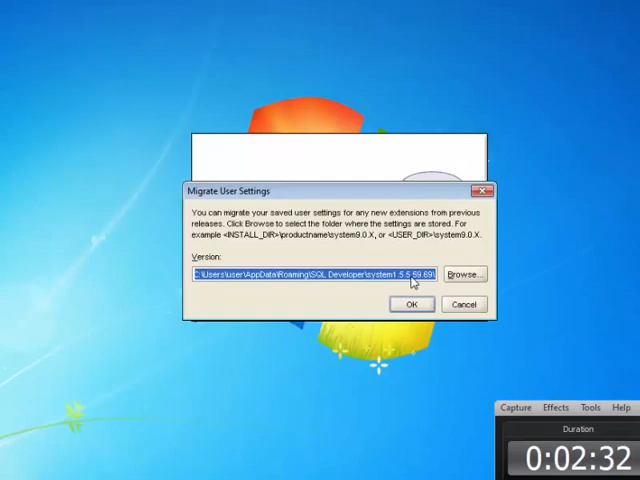 Migrate User Settings
You can migrate your saved user settings for any new extensions from previous
releases. Click Browse to select the folder where the settings are stored. For
example <INSTALL_DIR>\productname\system9.0.X, or <USER_DIR>\system9.0.X.
Version:
C:\Users\user\AppData\Roaming\SQL Developer\system1.5.5.59.69\
Browse...
OK
Cancel
Capture Effects Tools Help
Duration
0:02:32